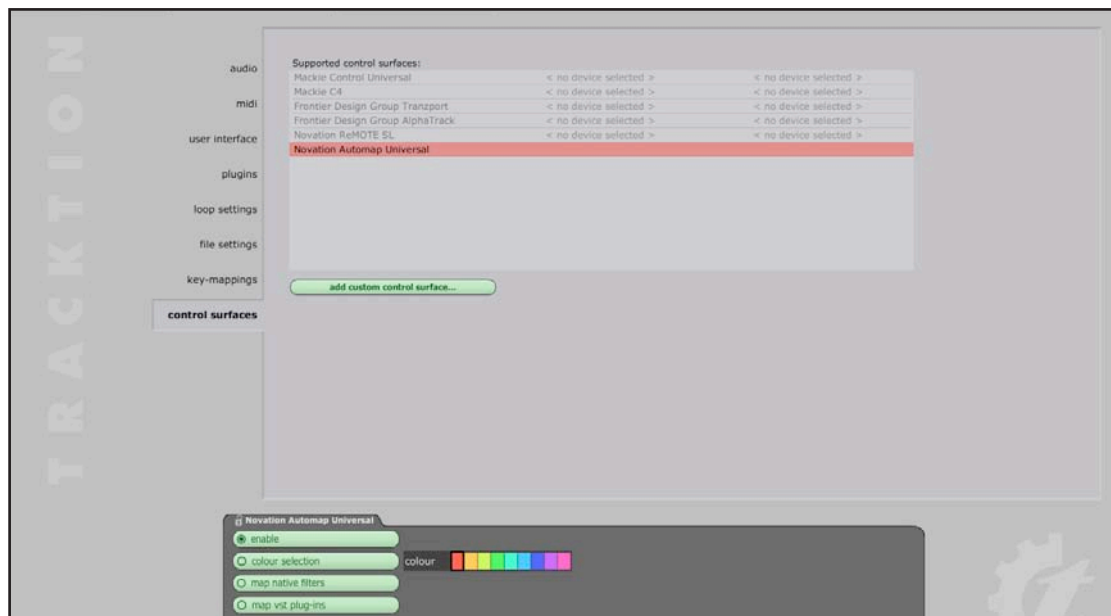 TRACKTION
audio
midi
user interface
plugins
loop settings
file settings
key-mappings
control surfaces
Supported control surfaces:
Mackie Control Universal < no device selected > < no device selected >
Mackie C4 < no device selected > < no device selected >
Frontier Design Group Tranzport < no device selected > < no device selected >
Frontier Design Group AlphaTrack < no device selected > < no device selected >
Novation ReMOTE SL < no device selected > < no device selected >
Novation Automap Universal
add custom control surface...
Novation Automap Universal
enable
colour selection colour
map native filters
map vst plug-ins